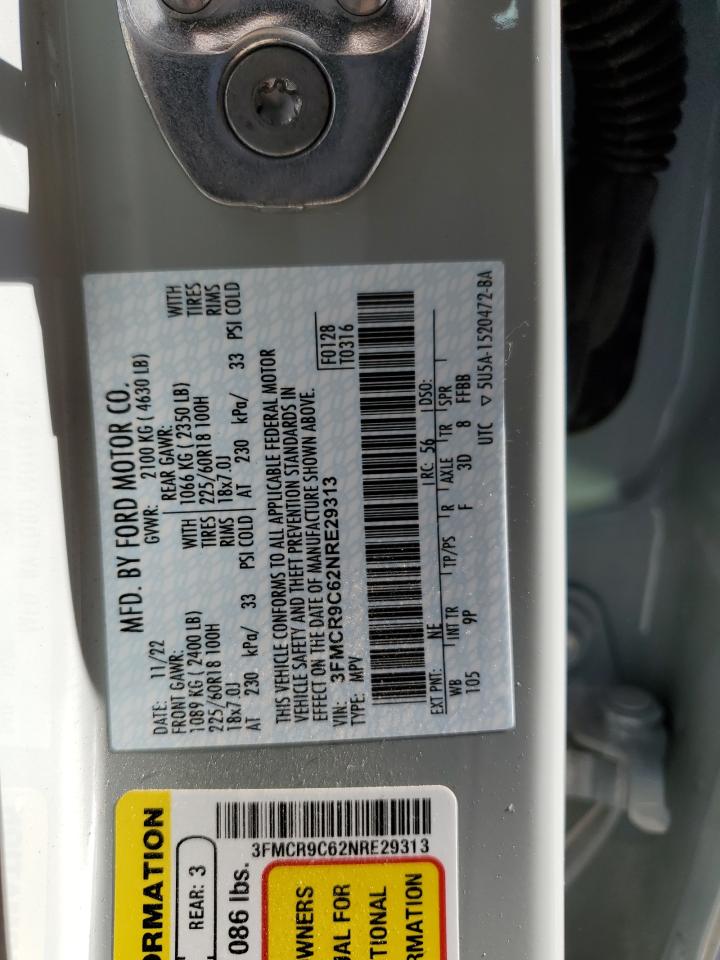 MFD. BY FORD MOTOR CO.
DATE: 11/22 GVWR: 2100 KG ( 4630 LB)
FRONT GAWR: REAR GAWR:
1089 KG ( 2400 LB) WITH 1066 KG ( 2350 LB) WITH
225/60R18 100H TIRES 225/60R18 100H TIRES
18x7.0J RIMS 18x7.0J RIMS
AT 230 kPa/ 33 PSI COLD AT 230 kPa/ 33 PSI COLD
THIS VEHICLE CONFORMS TO ALL APPLICABLE FEDERAL MOTOR
VEHICLE SAFETY AND THEFT PREVENTION STANDARDS IN
EFFECT ON THE DATE OF MANUFACTURE SHOWN ABOVE.
VIN: 3FMCR9C62NRE29313 F0128
TYPE: MPV T0316
EXT PNT: NE RC: 56 DSO:
WB INT TR TP/PS R AXLE TR SPR
105 9P F 3D 8 FFBB
UTC ▽ 5U5A-1520472-BA
3FMCR9C62NRE29313
ORMATION
REAR: 3
086 lbs.
OWNERS
AL FOR
TIONAL
RMATION